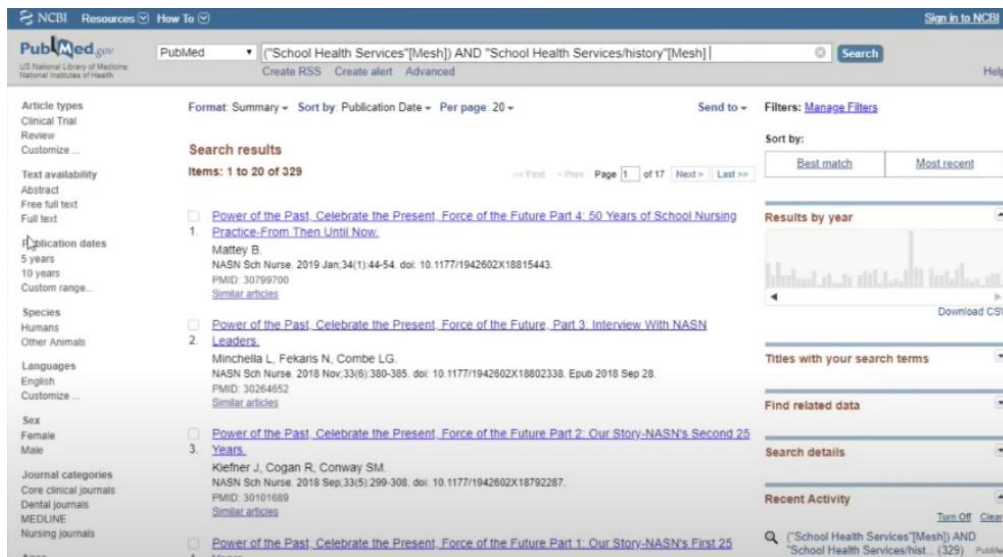 NCBI Resources How To Sign in to NCBI
PubMed.gov
US National Library of Medicine
National Institutes of Health
PubMed ("School Health Services"[Mesh]) AND "School Health Services/history"[Mesh] Search
Create RSS Create alert Advanced
Help
Article types
Clinical Trial
Review
Customize ...
Text availability
Abstract
Free full text
Full text
Publication dates
5 years
10 years
Custom range...
Species
Humans
Other Animals
Languages
English
Customize ...
Sex
Female
Male
Journal categories
Core clinical journals
Dental journals
MEDLINE
Nursing journals
Format: Summary Sort by: Publication Date Per page: 20 Send to
Search results
Items: 1 to 20 of 329
<< First < Prev Page 1 of 17 Next > Last >>
Power of the Past, Celebrate the Present, Force of the Future Part 4: 50 Years of School Nursing
1. Practice-From Then Until Now.
Mattey B.
NASN Sch Nurse. 2019 Jan;34(1):44-54. doi: 10.1177/1942602X18815443.
PMID: 30799700
Similar articles
Power of the Past, Celebrate the Present, Force of the Future, Part 3: Interview With NASN
2. Leaders.
Minchella L, Fekaris N, Combe LG.
NASN Sch Nurse. 2018 Nov;33(6):380-385. doi: 10.1177/1942602X18802338. Epub 2018 Sep 28.
PMID: 30264652
Similar articles
Power of the Past, Celebrate the Present, Force of the Future Part 2: Our Story-NASN's Second 25
3. Years.
Kiefner J, Cogan R, Conway SM.
NASN Sch Nurse. 2018 Sep;33(5):299-308. doi: 10.1177/1942602X18792287.
PMID: 30101689
Similar articles
Power of the Past, Celebrate the Present, Force of the Future Part 1: Our Story-NASN's First 25
Filters: Manage Filters
Sort by:
Best match Most recent
Results by year
Download CSV
Titles with your search terms
Find related data
Search details
Recent Activity
Turn Off Clear
("School Health Services"[Mesh]) AND
"School Health Services/hist... (329)